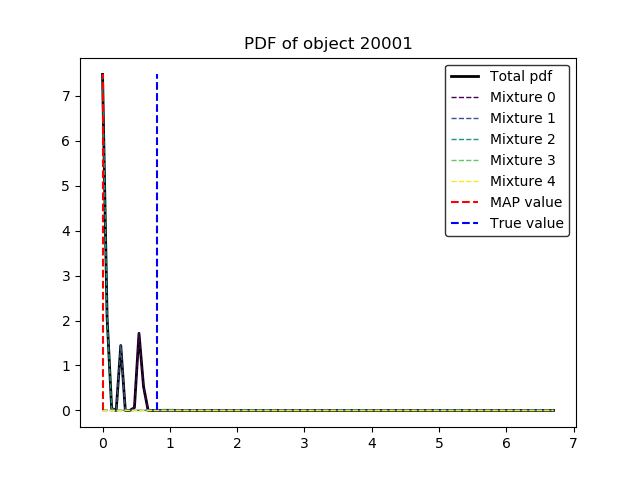 PDF of object 20001
Total pdf
Mixture 0
Mixture 1
Mixture 2
Mixture 3
Mixture 4
MAP value
True value
7
6
5
4
3
2
1
0
0 1 2 3 4 5 6 7